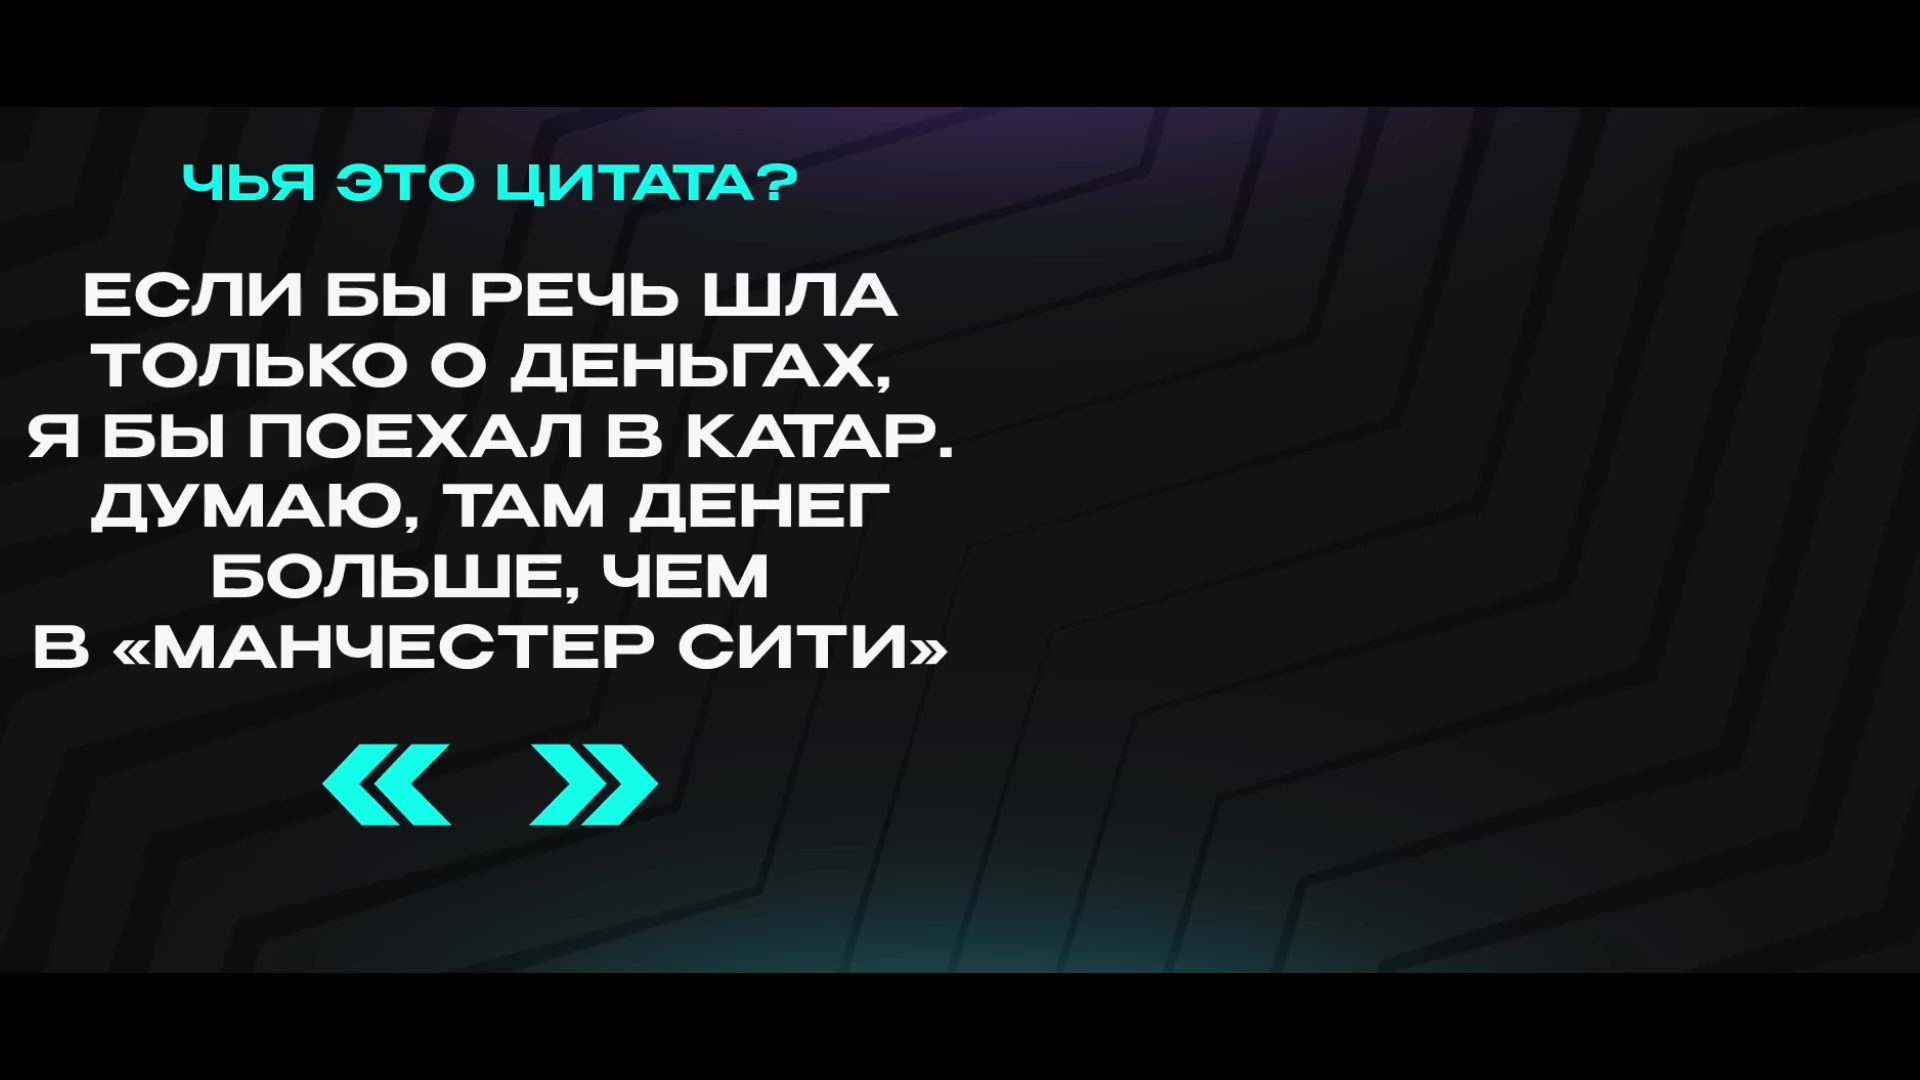 ЧЬЯ ЭТО ЦИТАТА?
ЕСЛИ БЫ РЕЧЬ ШЛА
ТОЛЬКО О ДЕНЬГАХ,
Я БЫ ПОЕХАЛ В КАТАР.
ДУМАЮ, ТАМ ДЕНЕГ
БОЛЬШЕ, ЧЕМ
В «МАНЧЕСТЕР СИТИ»